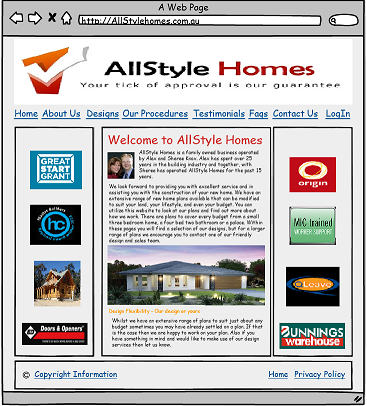 A Web Page
http://AllStylehomes.com.au
AllStyle Homes
Your tick of approval is our guarantee
Home About Us Designs Our Procedures Testimonials Faqs Contact Us LogIn
GREAT
START
GRANT
hc
Doors & Openers
Welcome to AllStyle Homes
AllStyle Homes is a family owned business operated
by Alex and Sheree Knox. Alex has spent over 25
years in the building industry and together, with
Sheree has operated AllStyle Homes for the past 15
years.
We look forward to providing you with excellent service and in
assisting you with the construction of your new home. We have an
extensive range of new home plans available that can be modified
to suit your land, your lifestyle, and even your budget. You can
utilize this website to look at our plans and find out more about
how we work. There are plans to cover every budget from a small
three bedroom home, a four bed two bathroom or a palace. Within
these pages you will find a selection of our designs, but for a larger
range of plans we encourage you to contact one of our friendly
design and sales team.
Design flexibility - Our design or yours
Whilst we have an extensive range of plans to suit just about any
budget sometimes you may have already settled on a plan. If that
is the case then we are happy to work on your plan. Also if you
have something in mind and would like to make use of our design
services then let us know.
origin
trained
WORKER SUPPORT
eLeave
BUNNINGS
warehouse
© Copyright Information
Home Privacy Policy